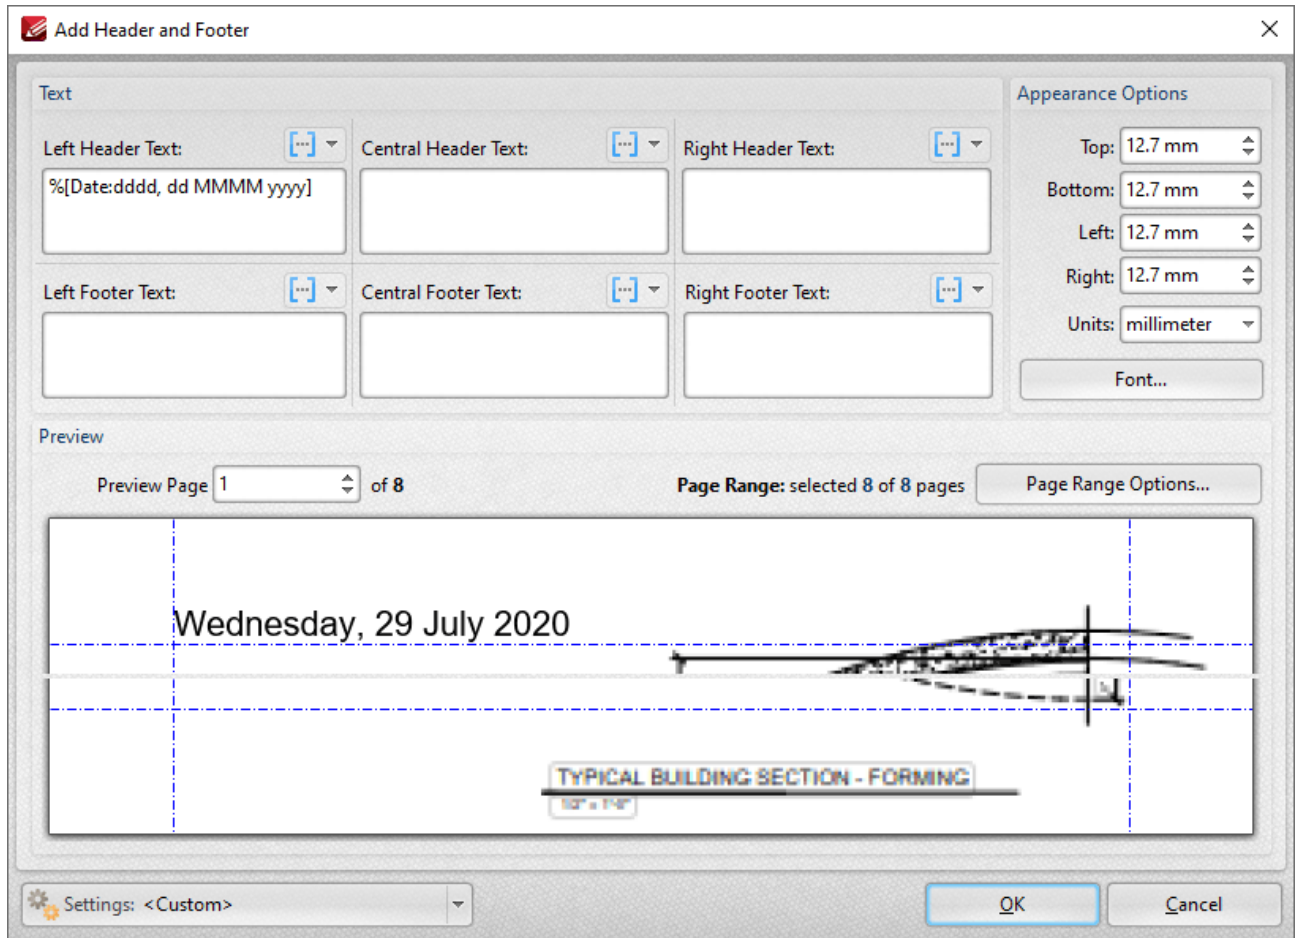 Add Header and Footer
Text
Appearance Options
Left Header Text:
Central Header Text:
Right Header Text:
Top: 12.7 mm
%[Date:dddd, dd MMMM yyyy]
Bottom: 12.7 mm
Left: 12.7 mm
Right: 12.7 mm
Left Footer Text:
Central Footer Text:
Right Footer Text:
Units: millimeter
Font...
Preview
Preview Page 1 of 8
Page Range: selected 8 of 8 pages
Page Range Options...
Wednesday, 29 July 2020
TYPICAL BUILDING SECTION - FORMING
Settings: <Custom>
OK
Cancel